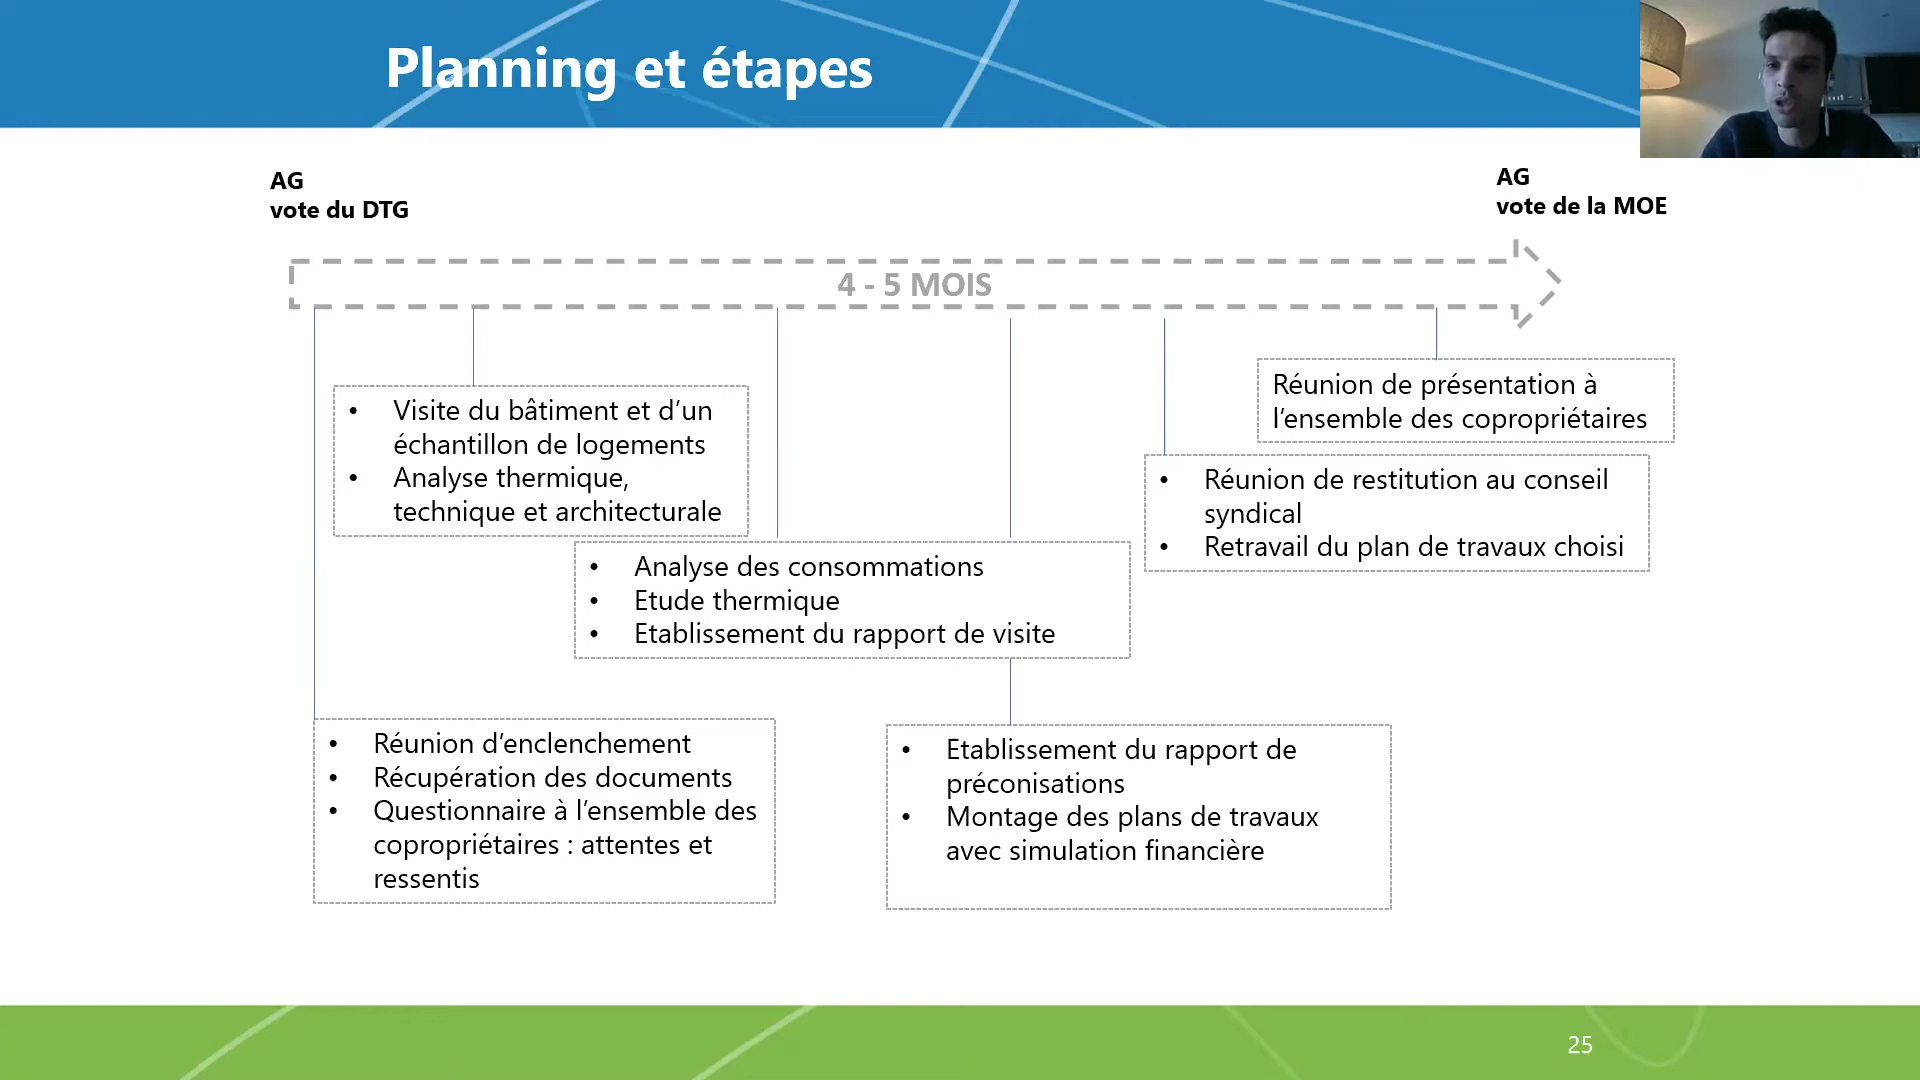 Planning et étapes
AG
vote du DTG
AG
vote de la MOE
4 - 5 MOIS
Réunion de présentation à
l’ensemble des copropriétaires
• Visite du bâtiment et d’un
échantillon de logements
• Analyse thermique,
technique et architecturale
• Réunion de restitution au conseil
syndical
• Retravail du plan de travaux choisi
• Analyse des consommations
• Etude thermique
• Etablissement du rapport de visite
• Réunion d’enclenchement
• Récupération des documents
• Questionnaire à l’ensemble des
copropriétaires : attentes et
ressentis
• Etablissement du rapport de
préconisations
• Montage des plans de travaux
avec simulation financière
25